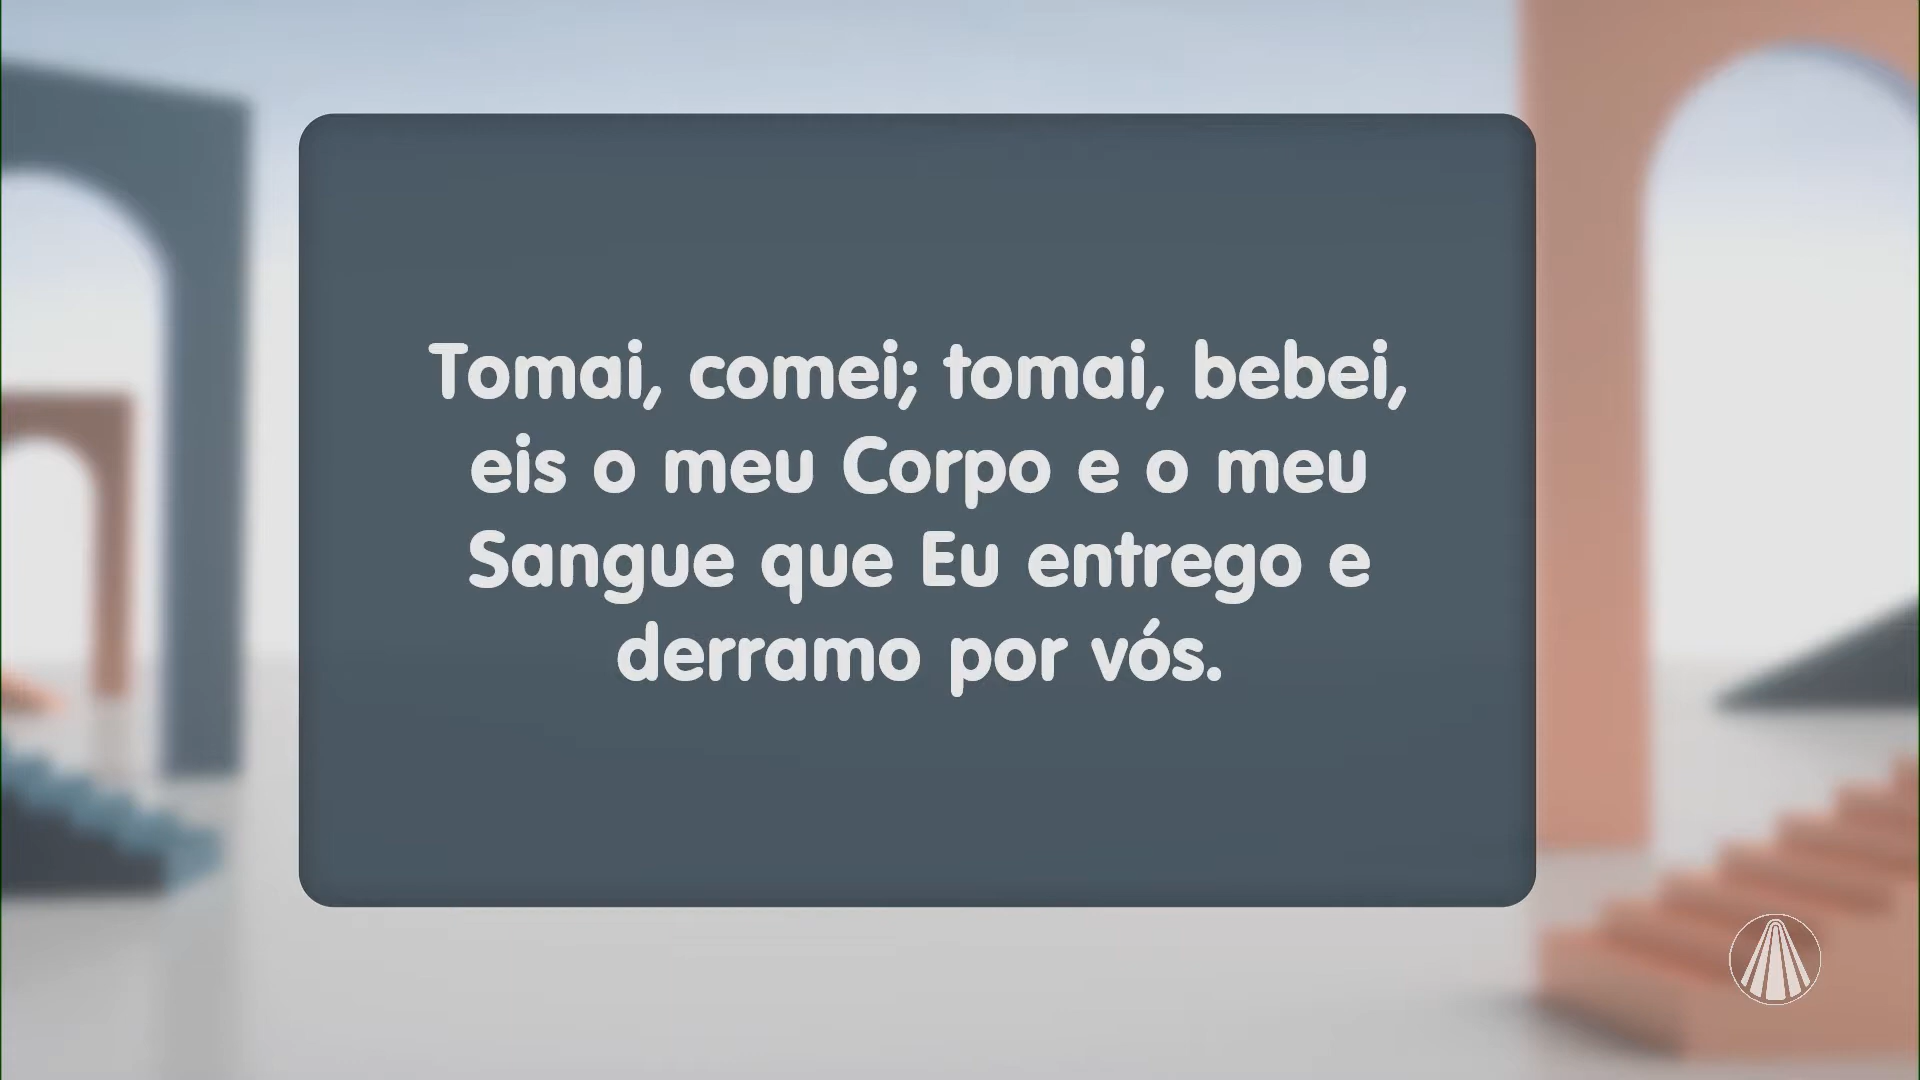 Tomai, comei; tomai, bebei,
eis o meu Corpo e o meu
Sangue que Eu entrego e
derramo por vós.